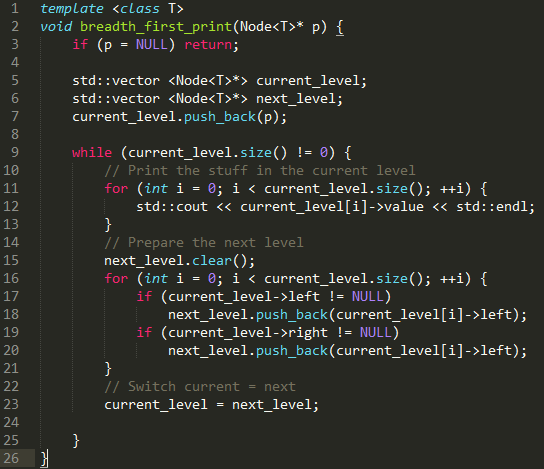 1 template <class T>
2 void breadth_first_print(Node<T>* p) {
3     if (p = NULL) return;
4
5     std::vector <Node<T>*> current_level;
6     std::vector <Node<T>*> next_level;
7     current_level.push_back(p);
8
9     while (current_level.size() != 0) {
10         // Print the stuff in the current level
11         for (int i = 0; i < current_level.size(); ++i) {
12             std::cout << current_level[i]->value << std::endl;
13         }
14         // Prepare the next level
15         next_level.clear();
16         for (int i = 0; i < current_level.size(); ++i) {
17             if (current_level->left != NULL)
18                 next_level.push_back(current_level[i]->left);
19             if (current_level->right != NULL)
20                 next_level.push_back(current_level[i]->left);
21         }
22         // Switch current = next
23         current_level = next_level;
24
25     }
26 }